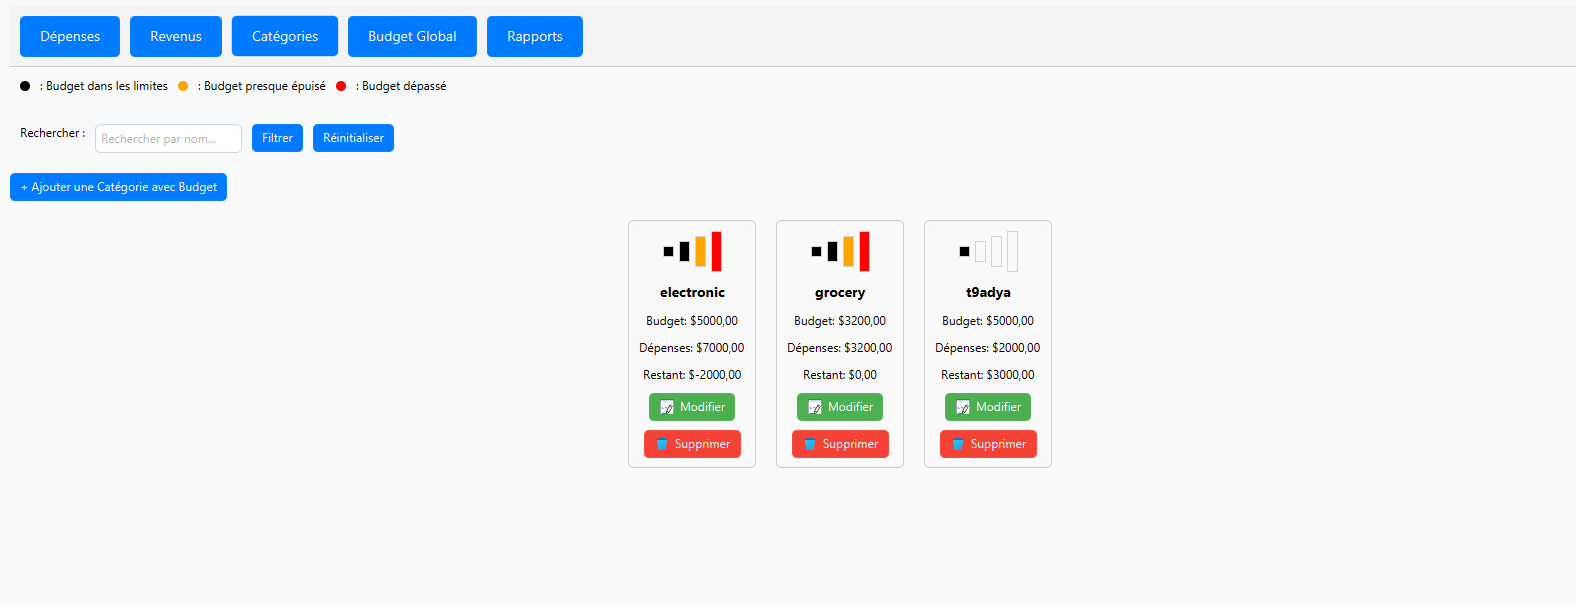 Dépenses Revenus Catégories Budget Global Rapports
: Budget dans les limites : Budget presque épuisé : Budget dépassé
Rechercher : Rechercher par nom... Filtrer Réinitialiser
+ Ajouter une Catégorie avec Budget
electronic
Budget: $5000,00
Dépenses: $7000,00
Restant: $-2000,00
Modifier
Supprimer
grocery
Budget: $3200,00
Dépenses: $3200,00
Restant: $0,00
Modifier
Supprimer
t9adya
Budget: $5000,00
Dépenses: $2000,00
Restant: $3000,00
Modifier
Supprimer